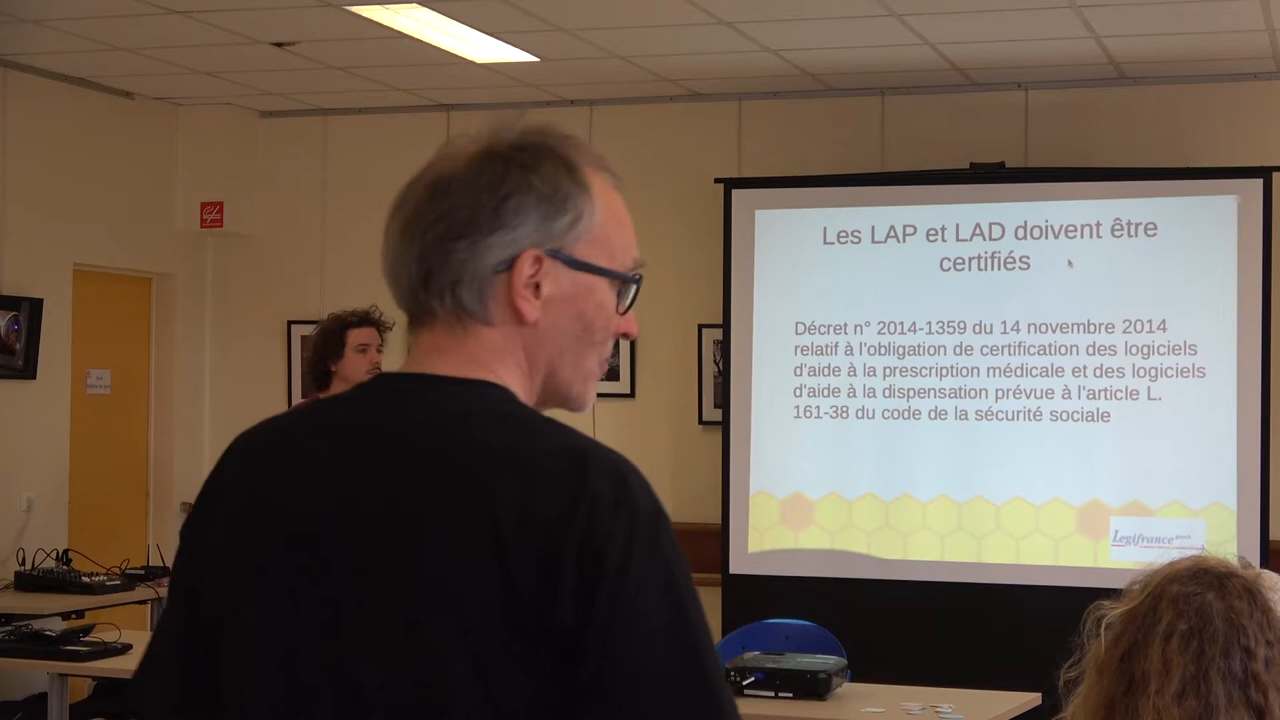 Les LAP et LAD doivent être
certifiés
Décret n° 2014-1359 du 14 novembre 2014
relatif à l'obligation de certification des logiciels
d'aide à la prescription médicale et des logiciels
d'aide à la dispensation prévue à l'article L.
161-38 du code de la sécurité sociale
Legifrance